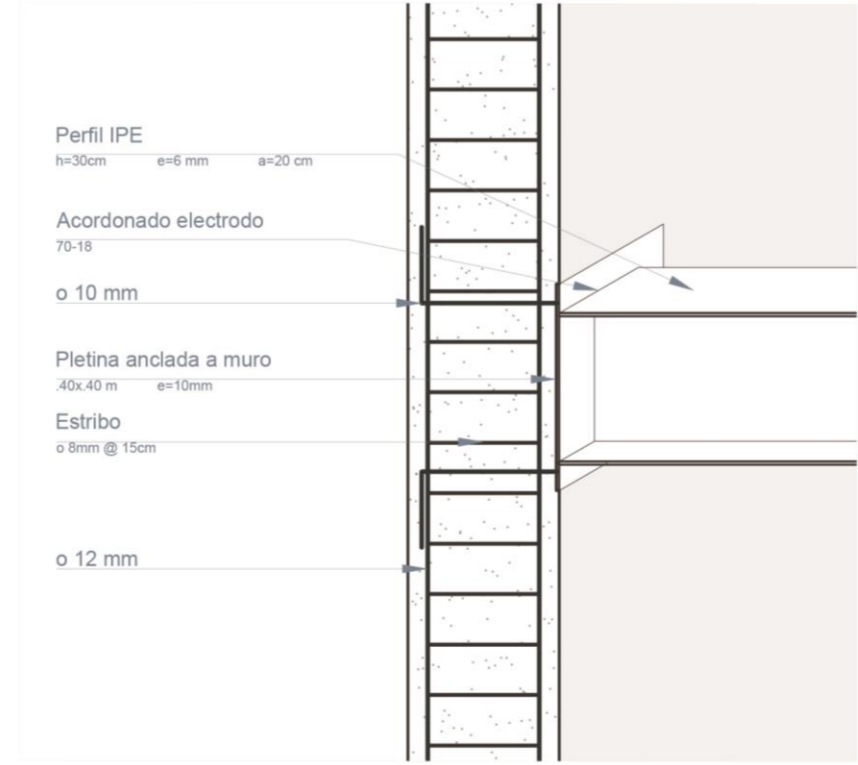 Perfil IPE
h=30cm e=6 mm a=20 cm
Acordonado electrodo
70-18
o 10 mm
Pletina anclada a muro
.40x.40 m e=10mm
Estribo
o 8mm @ 15cm
o 12 mm